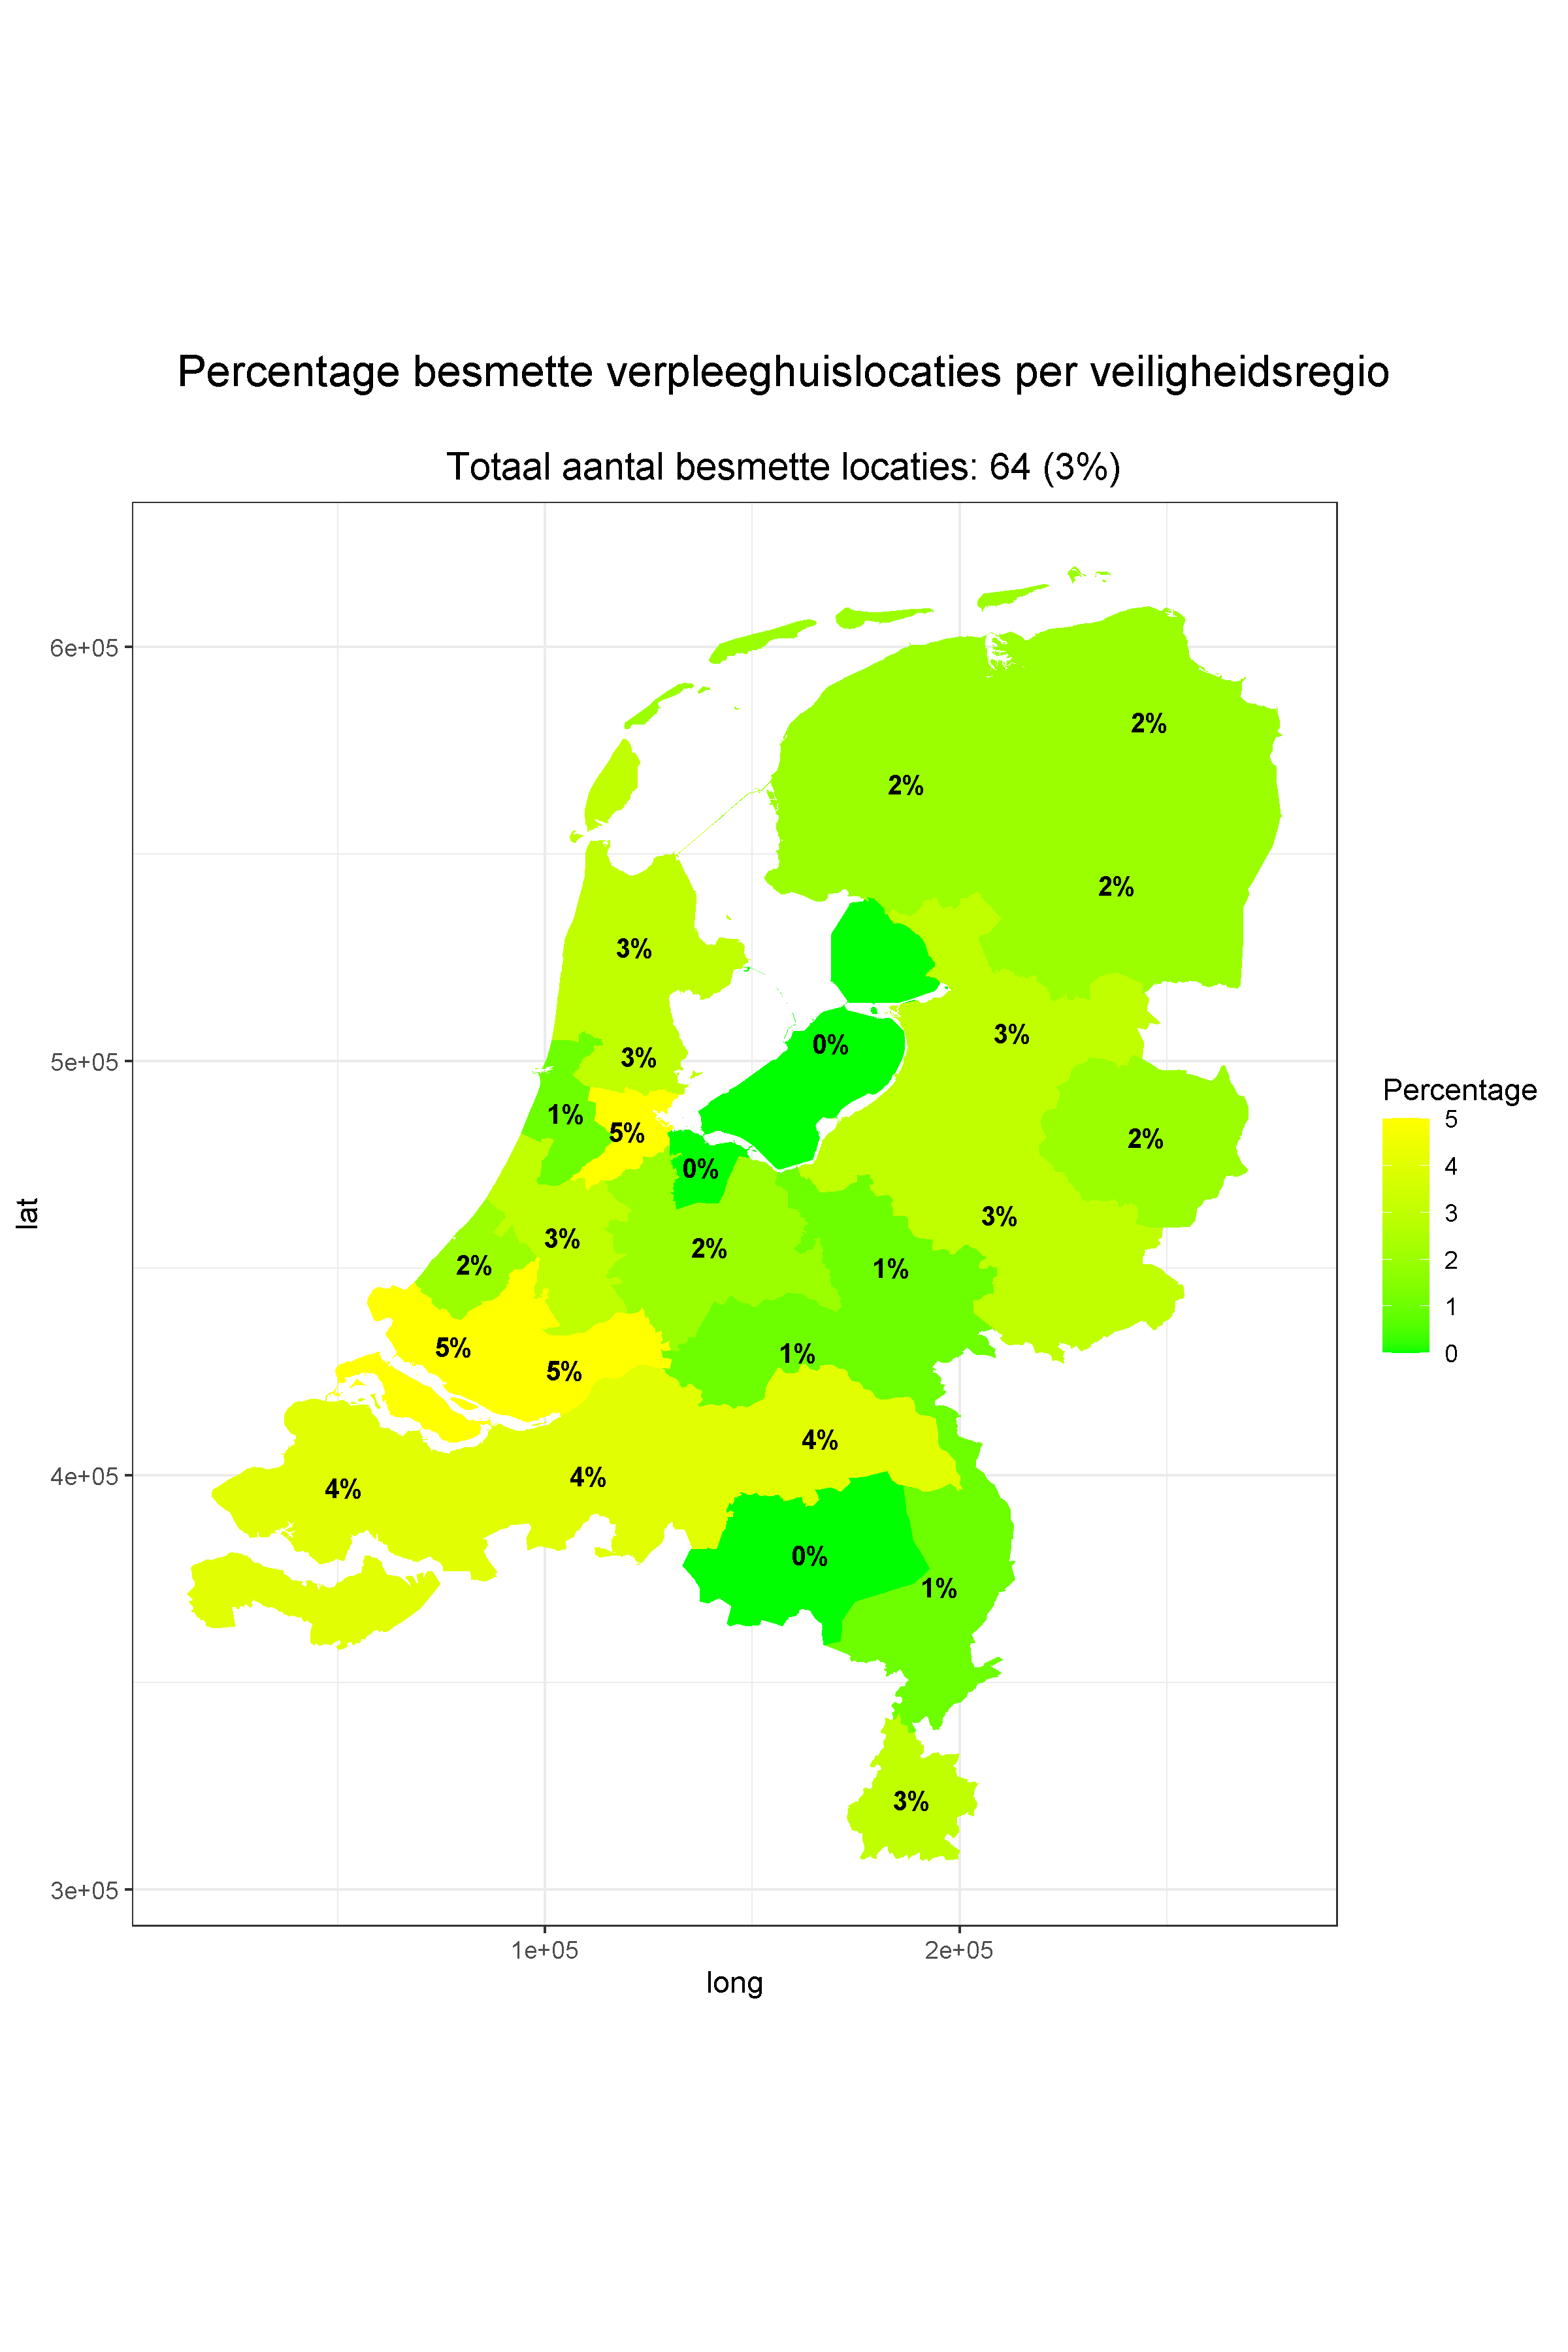 Percentage besmette verpleeghuislocaties per veiligheidsregio
Totaal aantal besmette locaties: 64 (3%)
6e+05
5e+05
4e+05
3e+05
lat
2%
2%
2%
3%
3%
0%
3%
1%
5%
2%
0%
3%
3%
2%
2%
1%
5%
1%
5%
4%
4%
4%
0%
1%
3%
1e+05
2e+05
long
Percentage
5
4
3
2
1
0